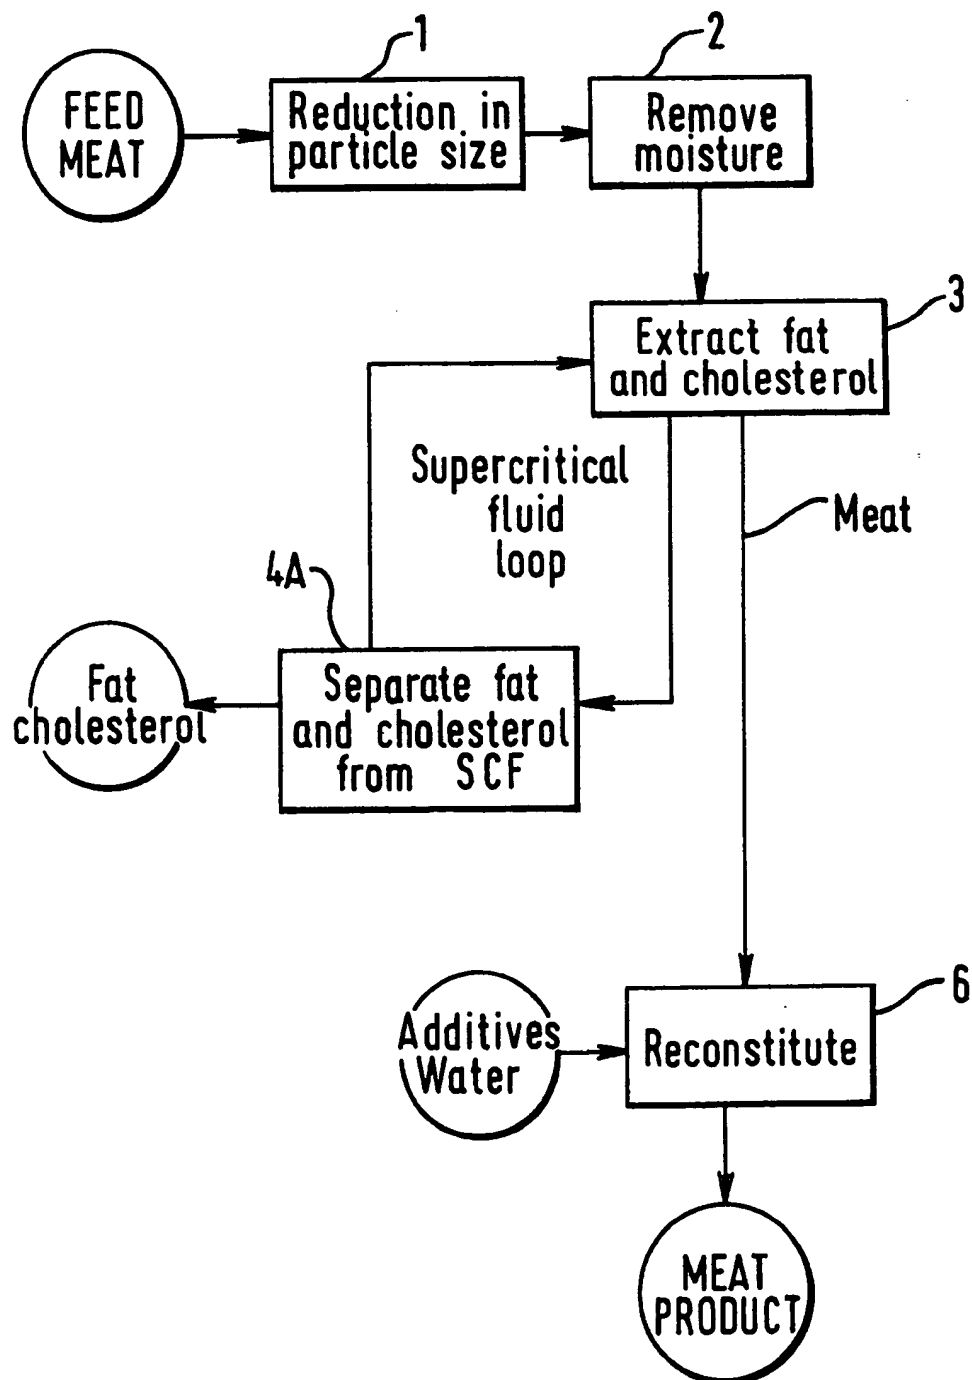 1
2
FEED
MEAT
Reduction in
particle size
Remove
moisture
3
Extract fat
and cholesterol
Supercritical
fluid
loop
Meat
4A
Fat
cholesterol
Separate fat
and cholesterol
from SCF
6
Additives
Water
Reconstitute
MEAT
PRODUCT